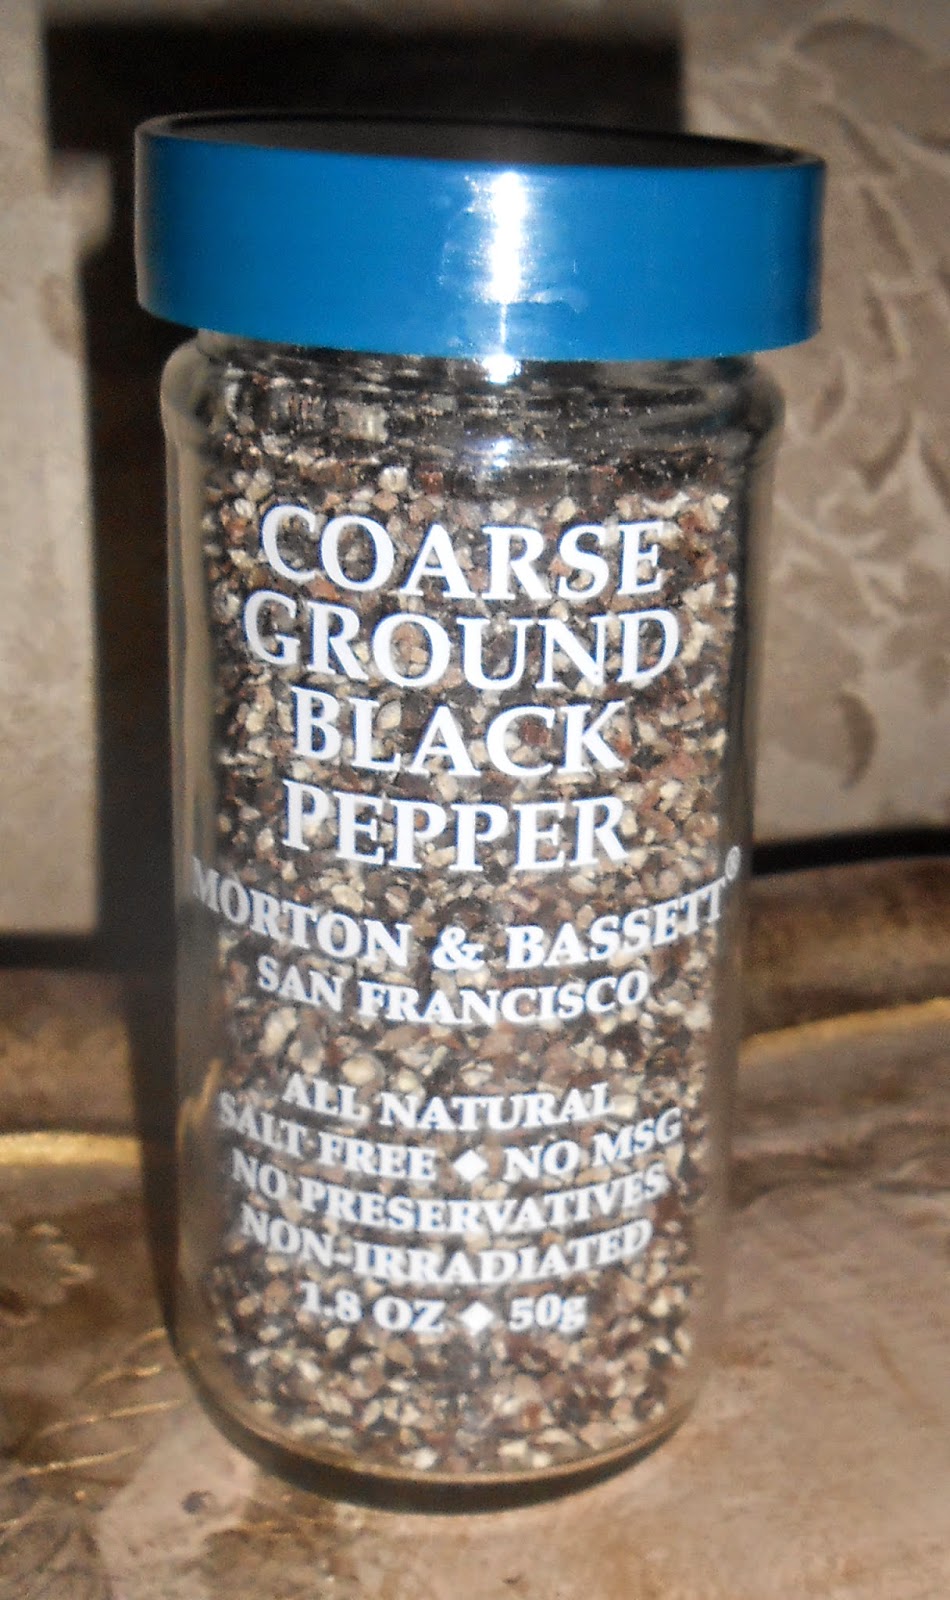 COARSE
GROUND
BLACK
PEPPER
MORTON & BASSETT®
SAN FRANCISCO
ALL NATURAL
SALT FREE ◆ NO MSG
NO PRESERVATIVES
NON-IRRADIATED
1.8 OZ ◆ 50g